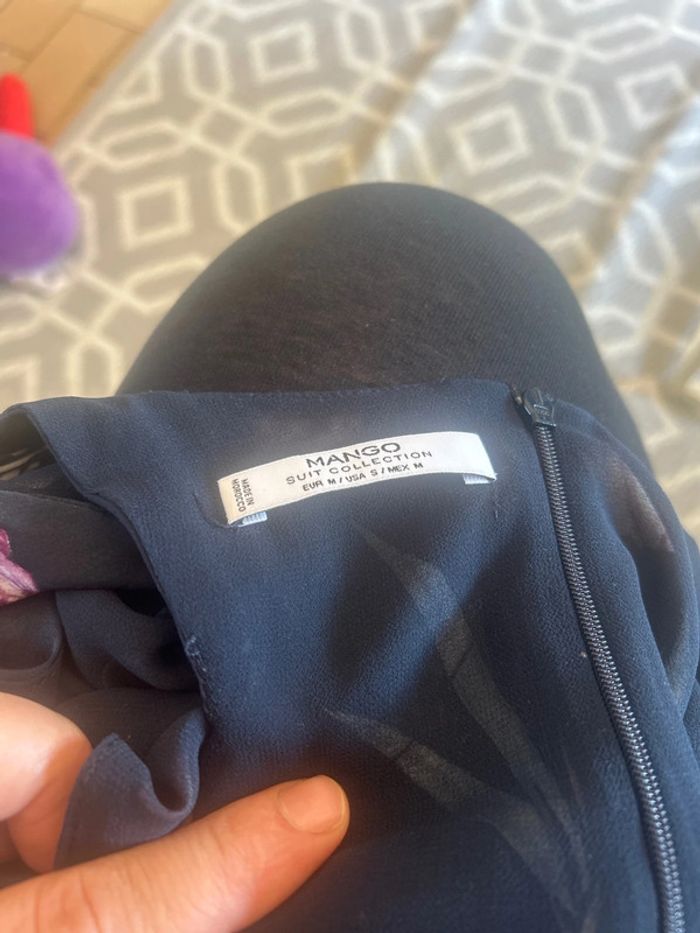 MANGO
SUIT COLLECTION
EUR M / USA S / MEX M
MADE IN
MOROCCO